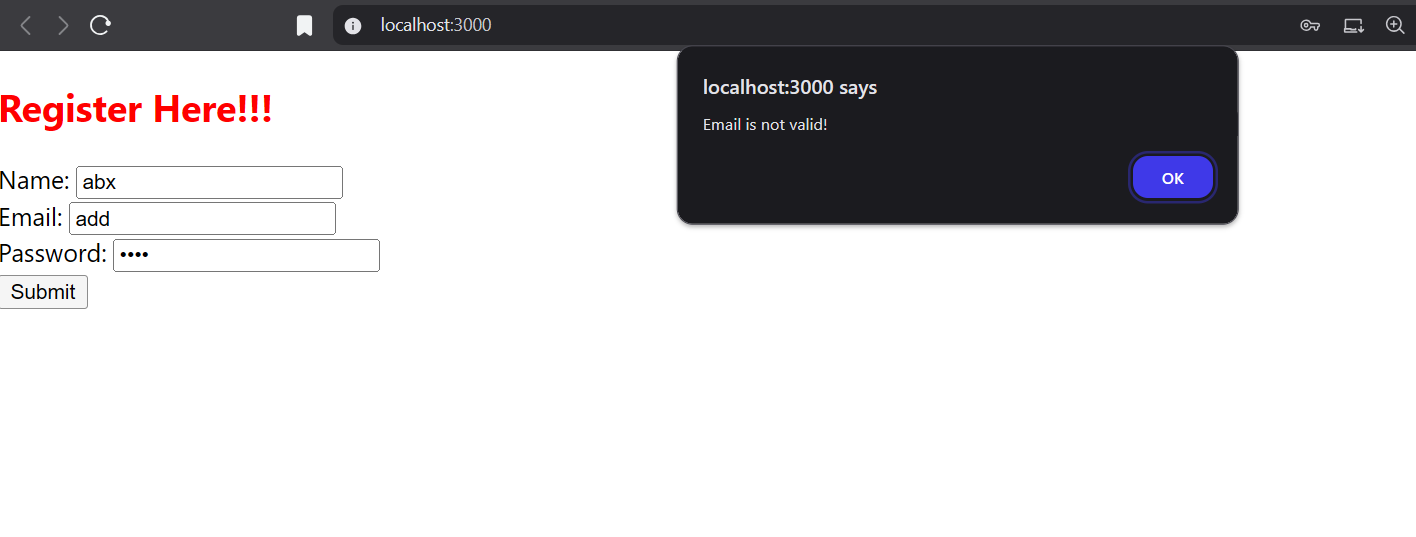 localhost:3000
localhost:3000 says
Email is not valid!
OK
Register Here!!!
Name: abx
Email: add
Password: ••••
Submit